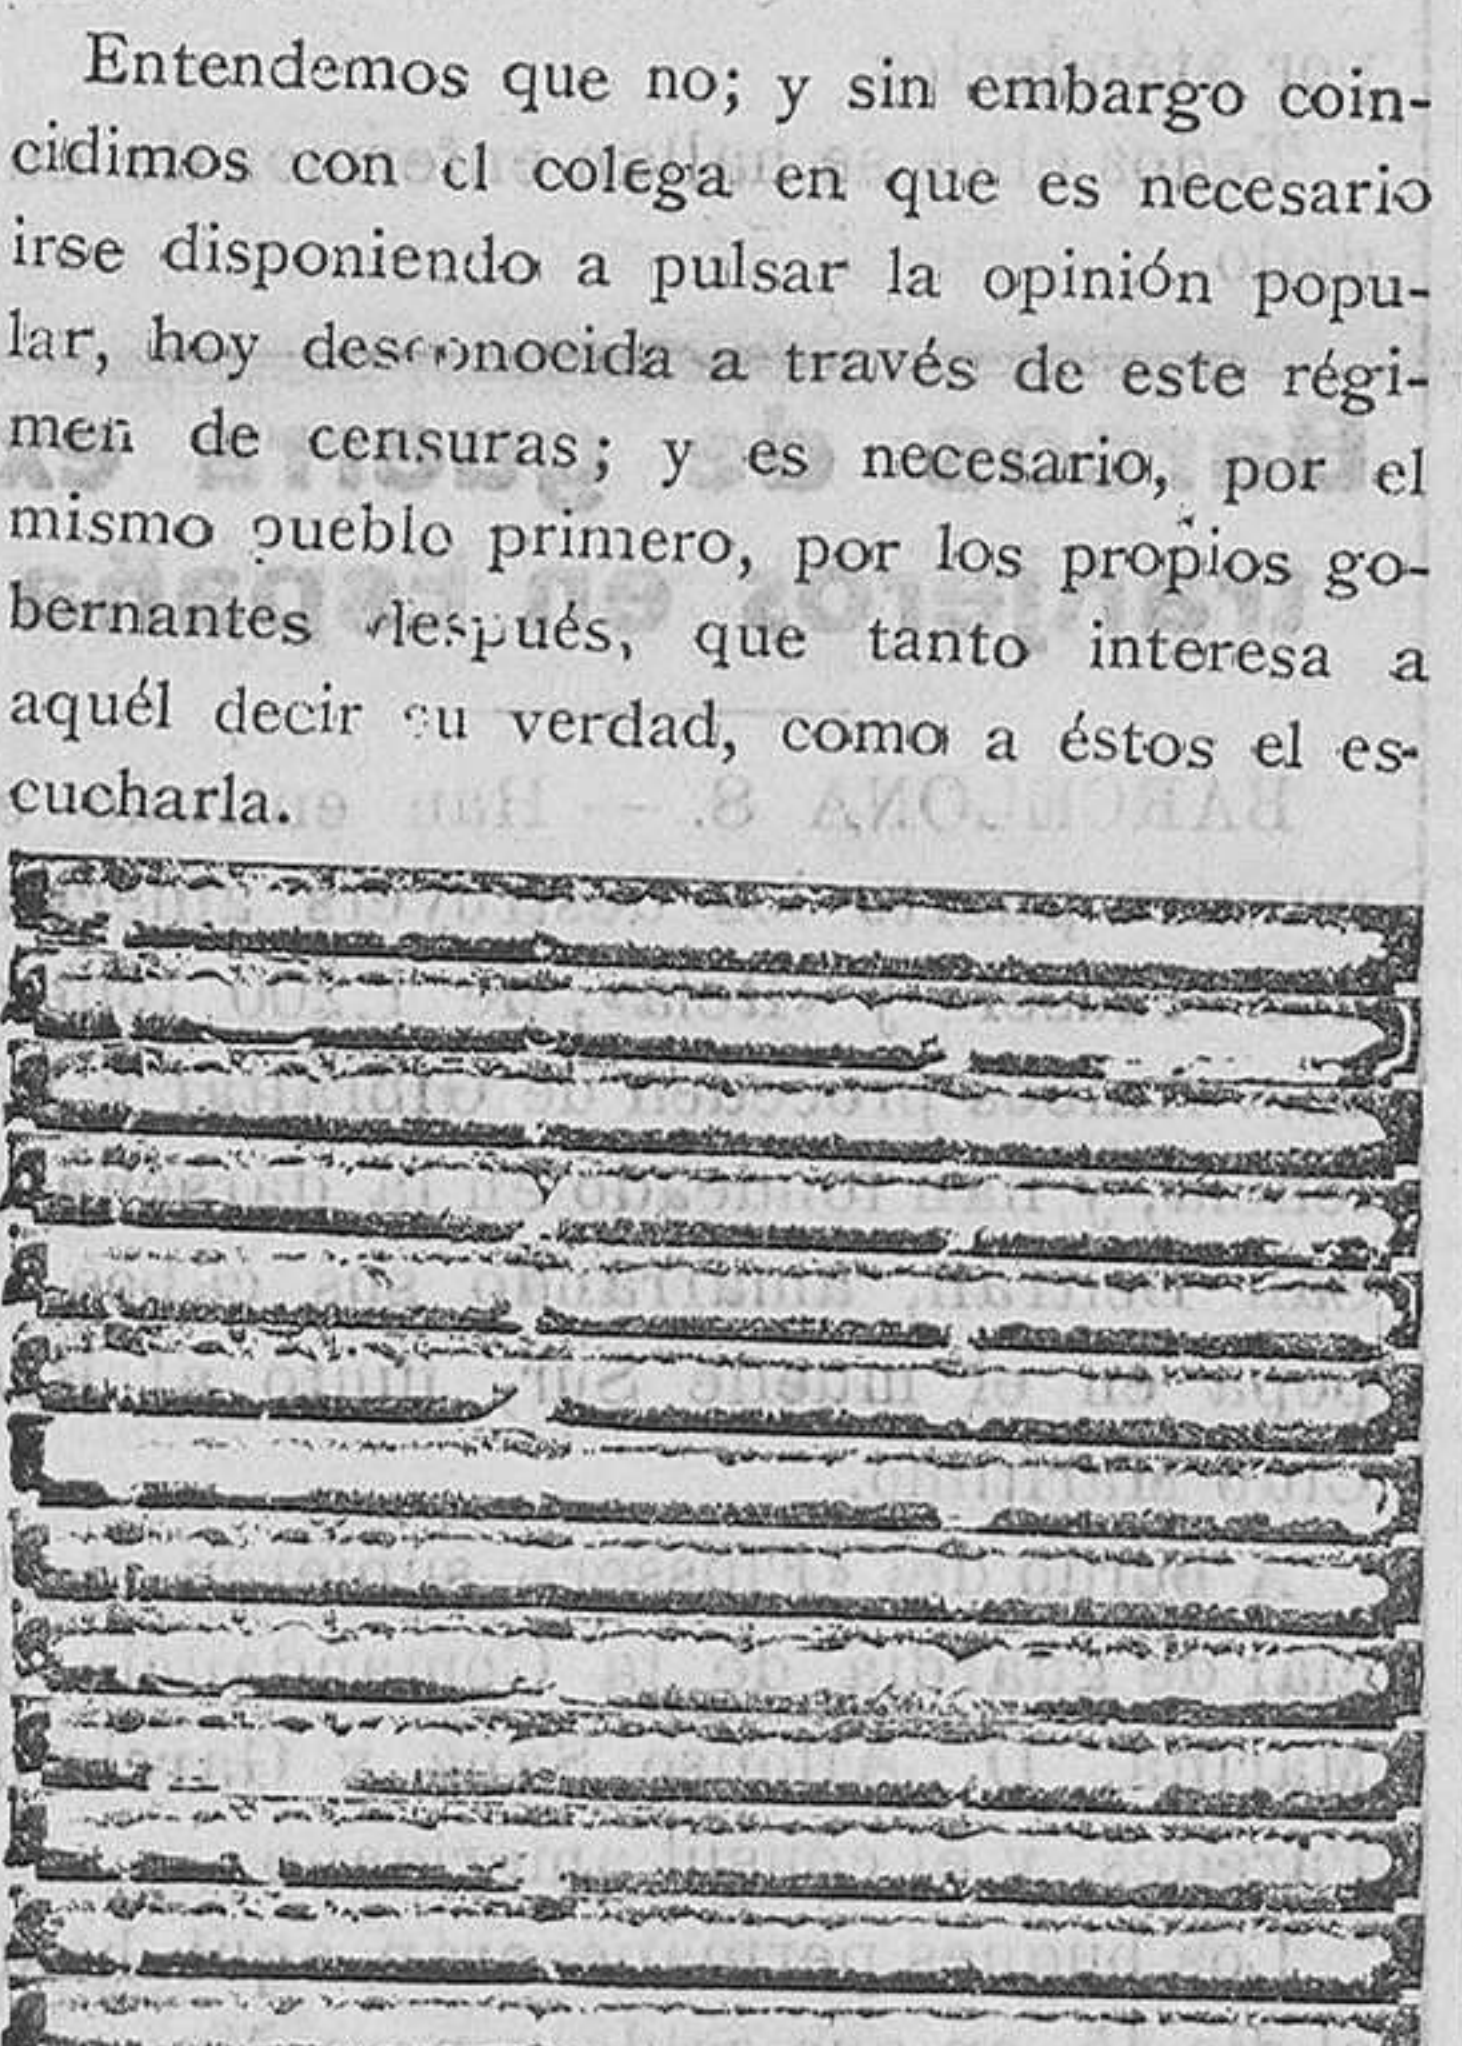 Entendemos que no; y sin embargo coin-
cidimos con el colega en que es necesario
irse disponiendo a pulsar la opinión popu-
lar, hoy desconocida a través de este régi-
men de censuras; y es necesario, por el
mismo pueblo primero, por los propios go-
bernantes después, que tanto interesa a
aquél decir su verdad, como a éstos el es-
cucharla.